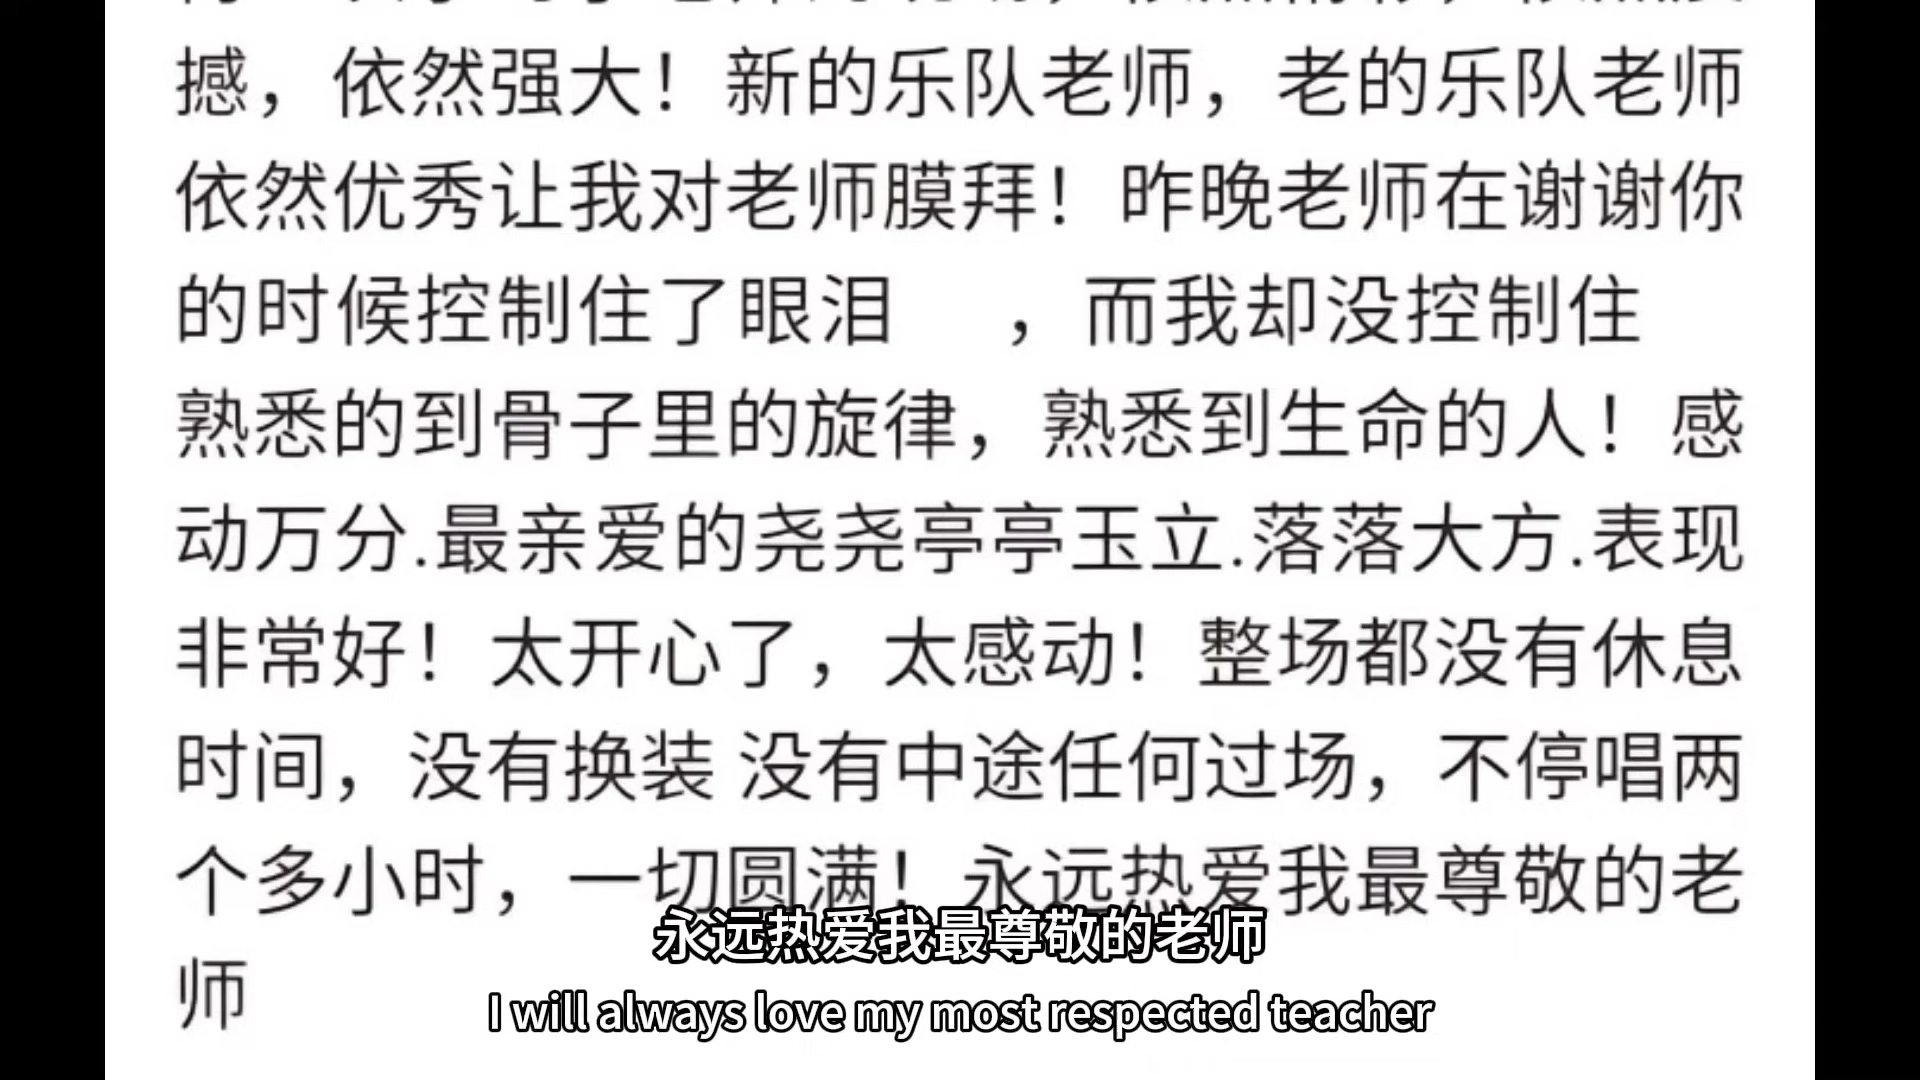 撼，依然强大！新的乐队老师，老的乐队老师
依然优秀让我对老师膜拜！昨晚老师在谢谢你
的时候控制住了眼泪　，而我却没控制住
熟悉的到骨子里的旋律，熟悉到生命的人！感
动万分.最亲爱的尧尧亭亭玉立.落落大方.表现
非常好！太开心了，太感动！整场都没有休息
时间，没有换装 没有中途任何过场，不停唱两
个多小时，一切圆满！永远热爱我最尊敬的老
师
永远热爱我最尊敬的老师
I will always love my most respected teacher